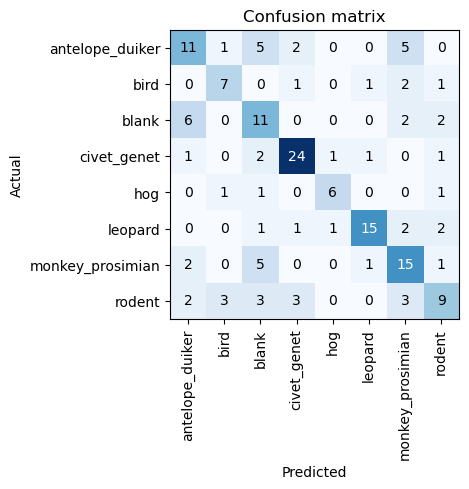 Confusion matrix
antelope_duiker 11 1 5 2 0 0 5 0
bird 0 7 0 1 0 1 2 1
blank 6 0 11 0 0 0 2 2
civet_genet 1 0 2 24 1 1 0 1
hog 0 1 1 0 6 0 0 1
leopard 0 0 1 1 1 15 2 2
monkey_prosimian 2 0 5 0 0 1 15 1
rodent 2 3 3 3 0 0 3 9
Actual
antelope_duiker
bird
blank
civet_genet
hog
leopard
monkey_prosimian
rodent
Predicted